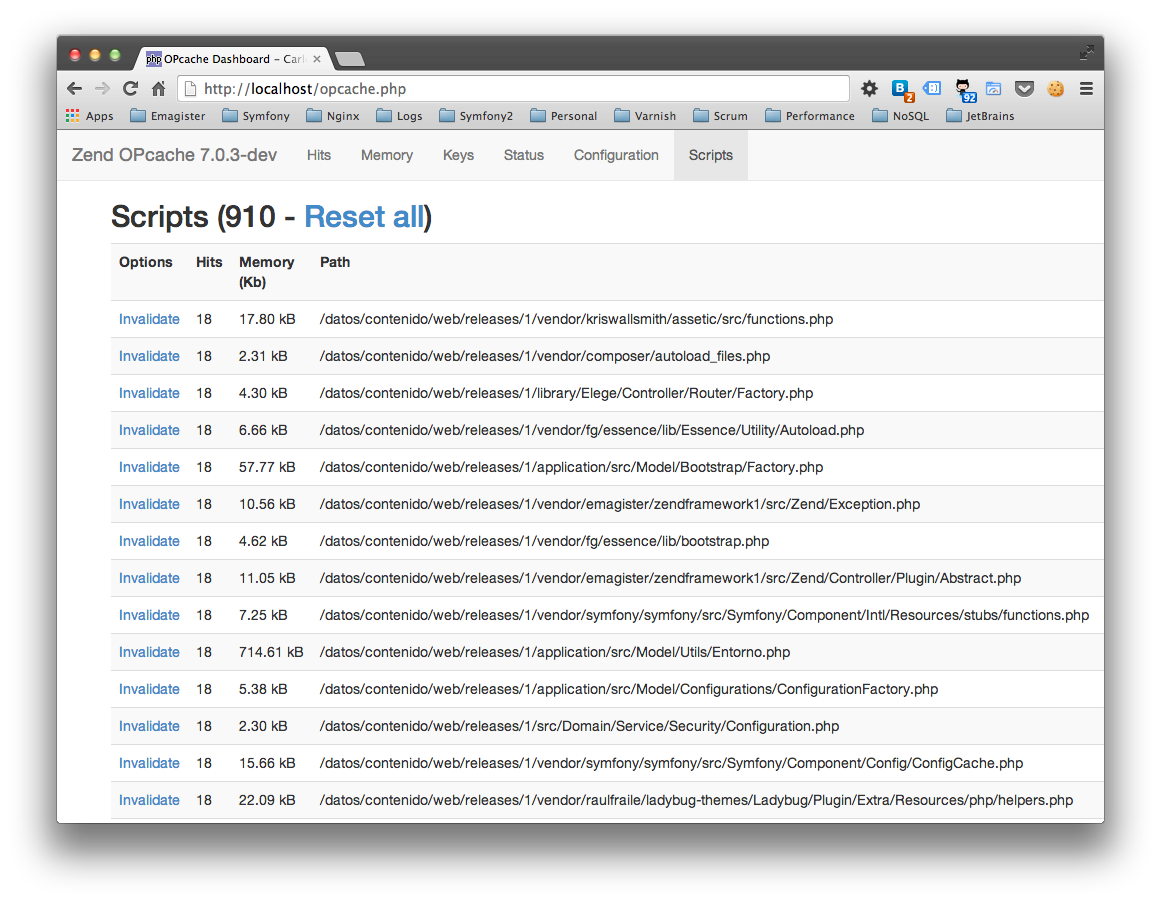 php OPcache Dashboard – Carl
http://localhost/opcache.php
B 2 92
Apps Emagister Symfony Nginx Logs Symfony2 Personal Varnish Scrum Performance NoSQL JetBrains
Zend OPcache 7.0.3-dev Hits Memory Keys Status Configuration Scripts
Scripts (910 - Reset all)
Options Hits Memory (Kb) Path
Invalidate 18 17.80 kB /datos/contenido/web/releases/1/vendor/kriswallsmith/assetic/src/functions.php
Invalidate 18 2.31 kB /datos/contenido/web/releases/1/vendor/composer/autoload_files.php
Invalidate 18 4.30 kB /datos/contenido/web/releases/1/library/Elege/Controller/Router/Factory.php
Invalidate 18 6.66 kB /datos/contenido/web/releases/1/vendor/fg/essence/lib/Essence/Utility/Autoload.php
Invalidate 18 57.77 kB /datos/contenido/web/releases/1/application/src/Model/Bootstrap/Factory.php
Invalidate 18 10.56 kB /datos/contenido/web/releases/1/vendor/emagister/zendframework1/src/Zend/Exception.php
Invalidate 18 4.62 kB /datos/contenido/web/releases/1/vendor/fg/essence/lib/bootstrap.php
Invalidate 18 11.05 kB /datos/contenido/web/releases/1/vendor/emagister/zendframework1/src/Zend/Controller/Plugin/Abstract.php
Invalidate 18 7.25 kB /datos/contenido/web/releases/1/vendor/symfony/symfony/src/Symfony/Component/Intl/Resources/stubs/functions.php
Invalidate 18 714.61 kB /datos/contenido/web/releases/1/application/src/Model/Utils/Entorno.php
Invalidate 18 5.38 kB /datos/contenido/web/releases/1/application/src/Model/Configurations/ConfigurationFactory.php
Invalidate 18 2.30 kB /datos/contenido/web/releases/1/src/Domain/Service/Security/Configuration.php
Invalidate 18 15.66 kB /datos/contenido/web/releases/1/vendor/symfony/symfony/src/Symfony/Component/Config/ConfigCache.php
Invalidate 18 22.09 kB /datos/contenido/web/releases/1/vendor/raulfraile/ladybug-themes/Ladybug/Plugin/Extra/Resources/php/helpers.php